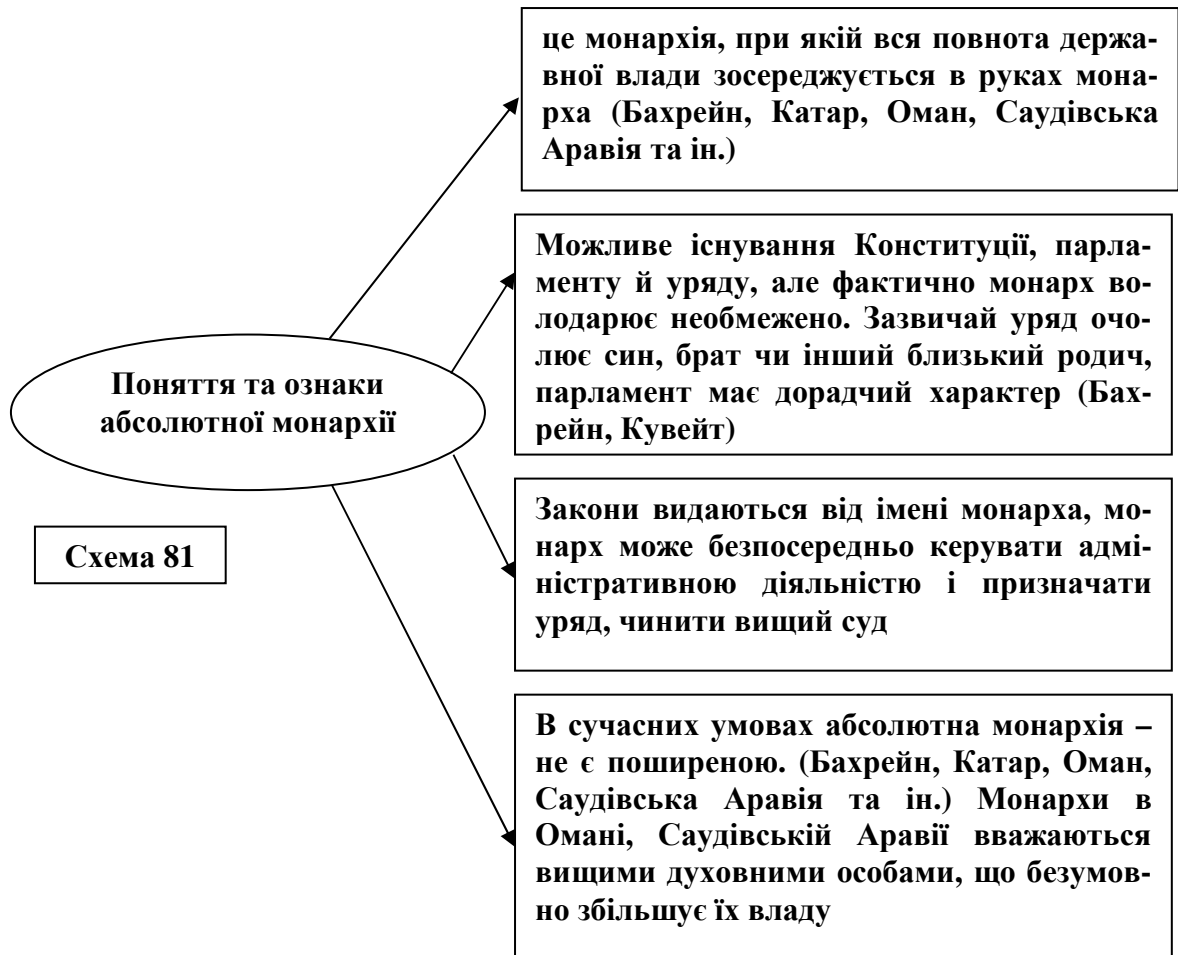 це монархія, при якій вся повнота держа-
вної влади зосереджується в руках мона-
рха (Бахрейн, Катар, Оман, Саудівська
Аравія та ін.)
Можливе існування Конституції, парла-
менту й уряду, але фактично монарх во-
лодарює необмежено. Зазвичай уряд очо-
лює син, брат чи інший близький родич,
парламент має дорадчий характер (Бах-
рейн, Кувейт)
Поняття та ознаки
абсолютної монархії
Закони видаються від імені монарха, мо-
нарх може безпосередньо керувати адмі-
ністративною діяльністю і призначати
уряд, чинити вищий суд
Схема 81
В сучасних умовах абсолютна монархія –
не є поширеною. (Бахрейн, Катар, Оман,
Саудівська Аравія та ін.) Монархи в
Омані, Саудівській Аравії вважаються
вищими духовними особами, що безумов-
но збільшує їх владу